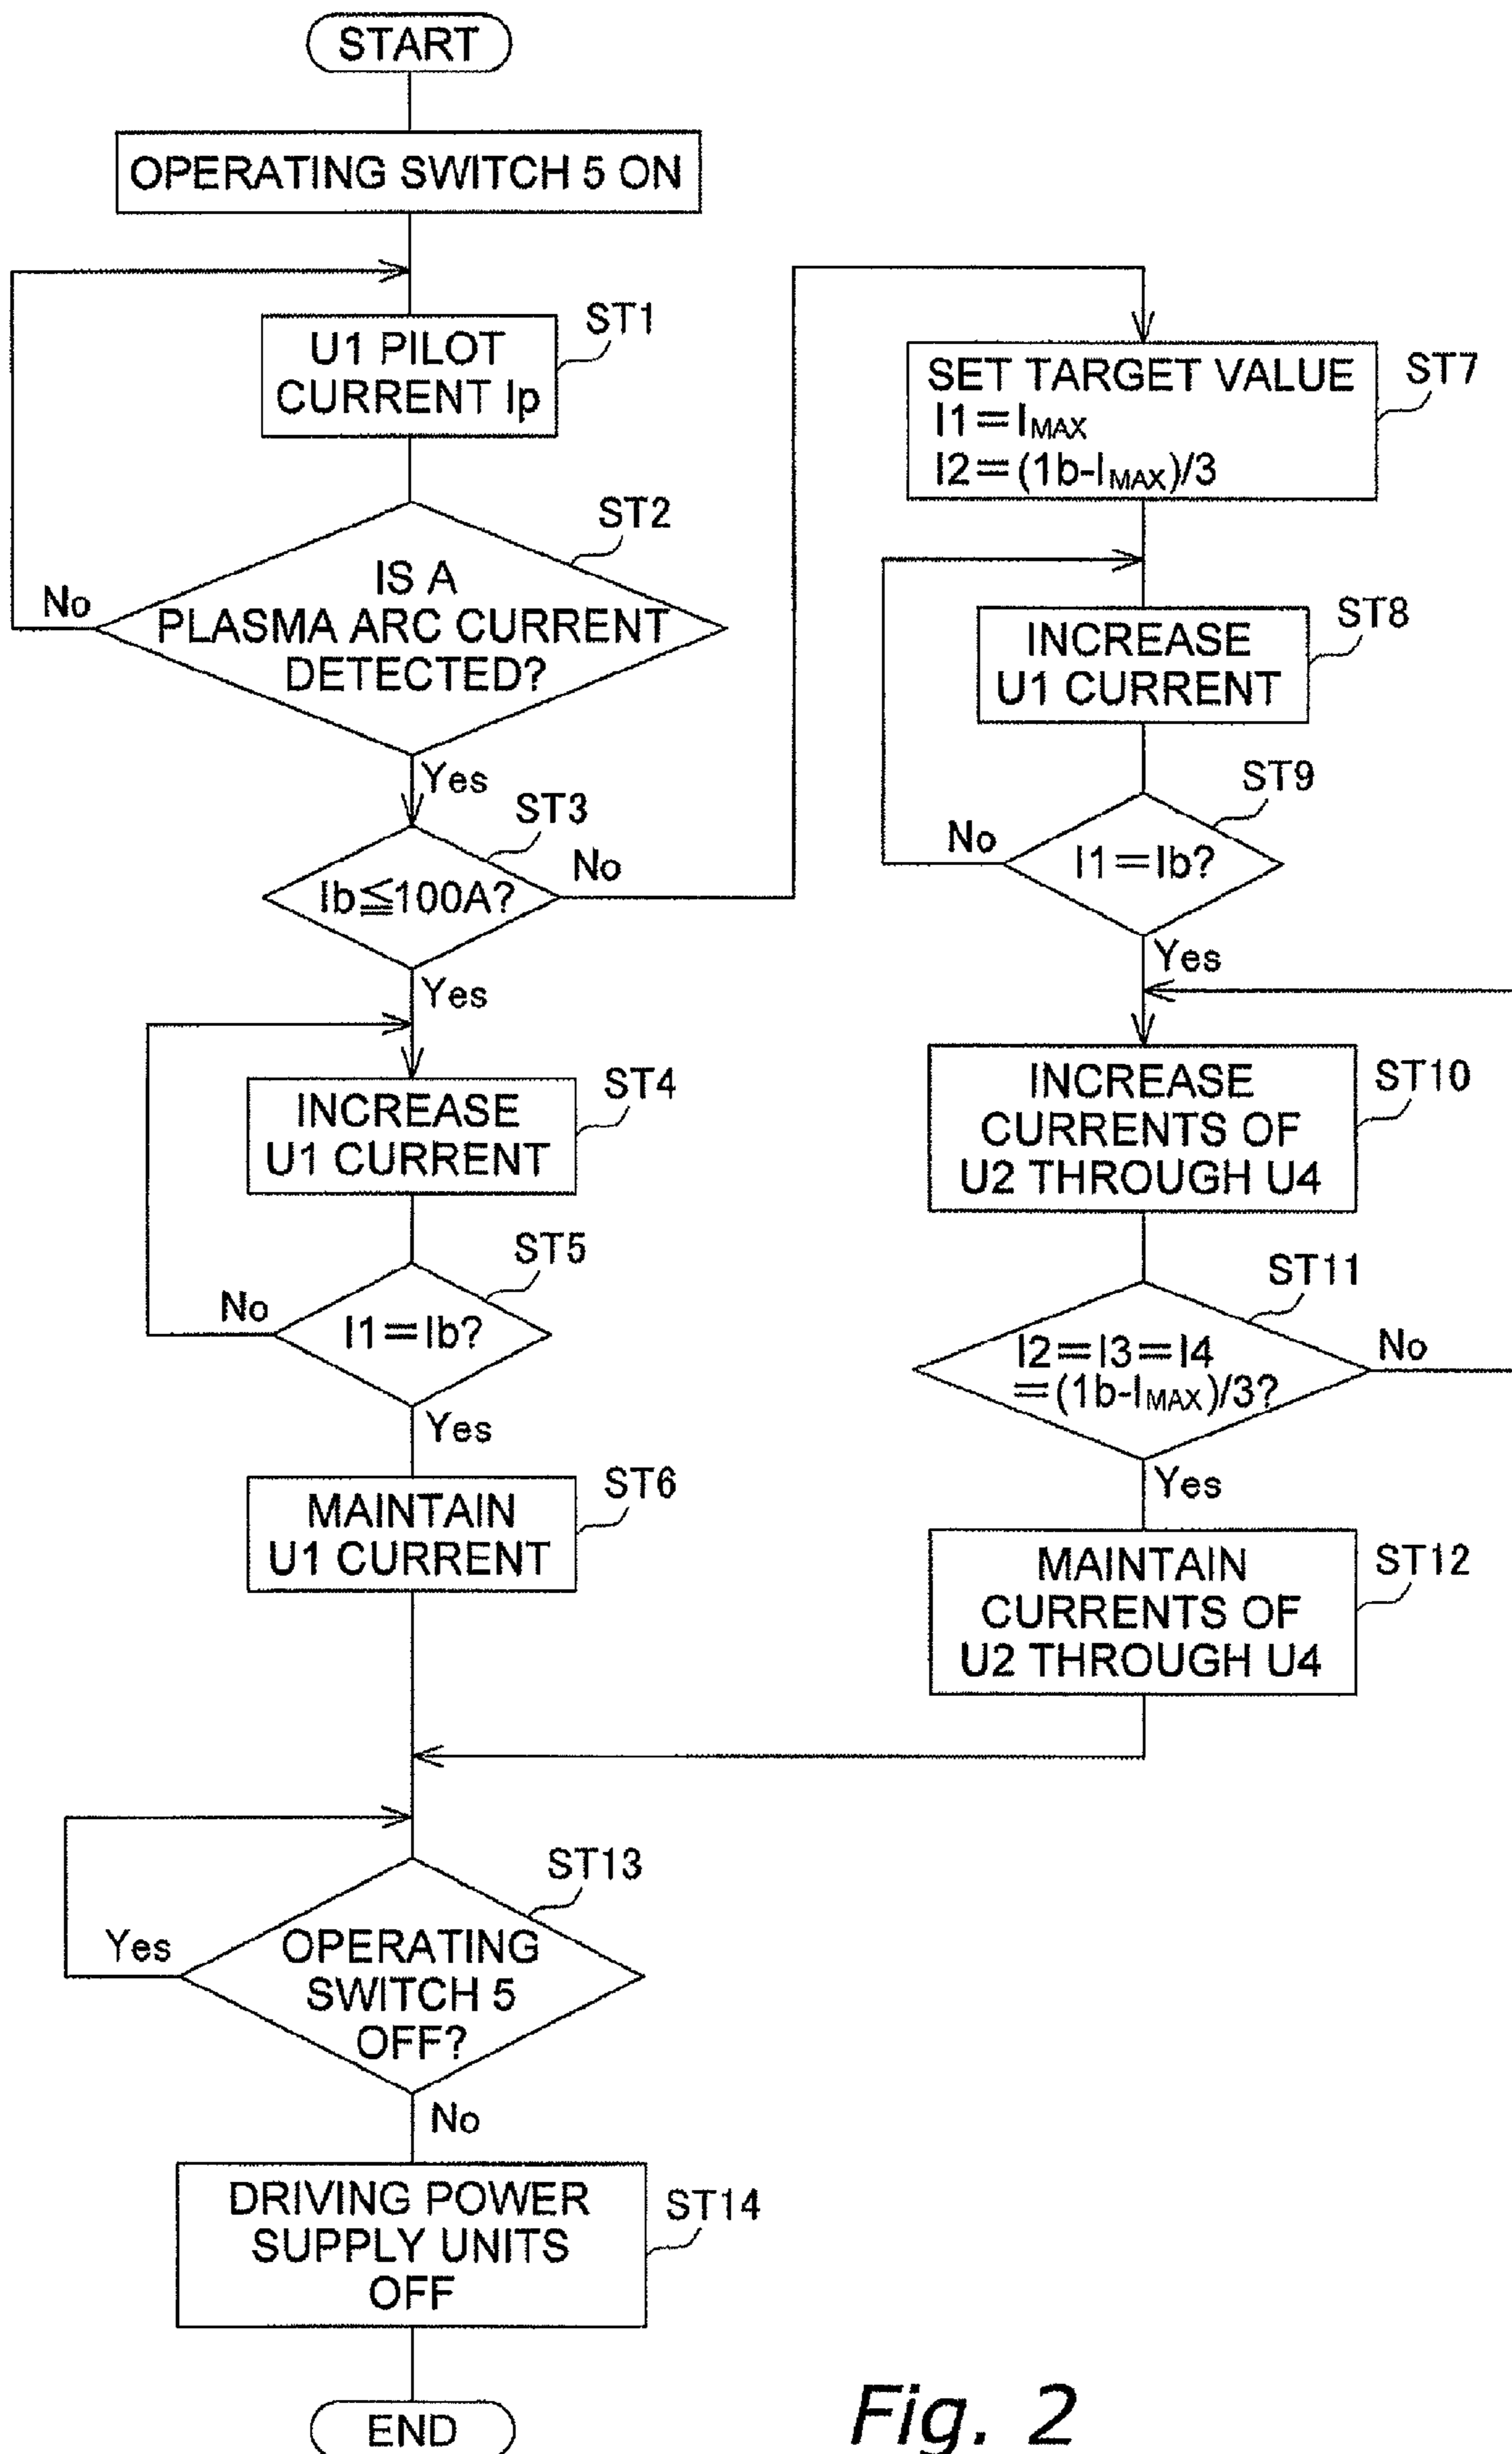 START
OPERATING SWITCH 5 ON
ST1
U1 PILOT
CURRENT Ip
ST2
IS A
PLASMA ARC CURRENT
DETECTED?
No
Yes
ST3
Ib≦100A?
No
Yes
ST4
INCREASE
U1 CURRENT
ST5
I1=Ib?
No
Yes
ST6
MAINTAIN
U1 CURRENT
ST7
SET TARGET VALUE
I1=IMAX
I2=(1b-IMAX)/3
ST8
INCREASE
U1 CURRENT
ST9
I1=Ib?
No
Yes
ST10
INCREASE
CURRENTS OF
U2 THROUGH U4
ST11
I2=I3=I4
=(1b-IMAX)/3?
No
Yes
ST12
MAINTAIN
CURRENTS OF
U2 THROUGH U4
ST13
OPERATING
SWITCH 5
OFF?
Yes
No
ST14
DRIVING POWER
SUPPLY UNITS
OFF
END
Fig. 2